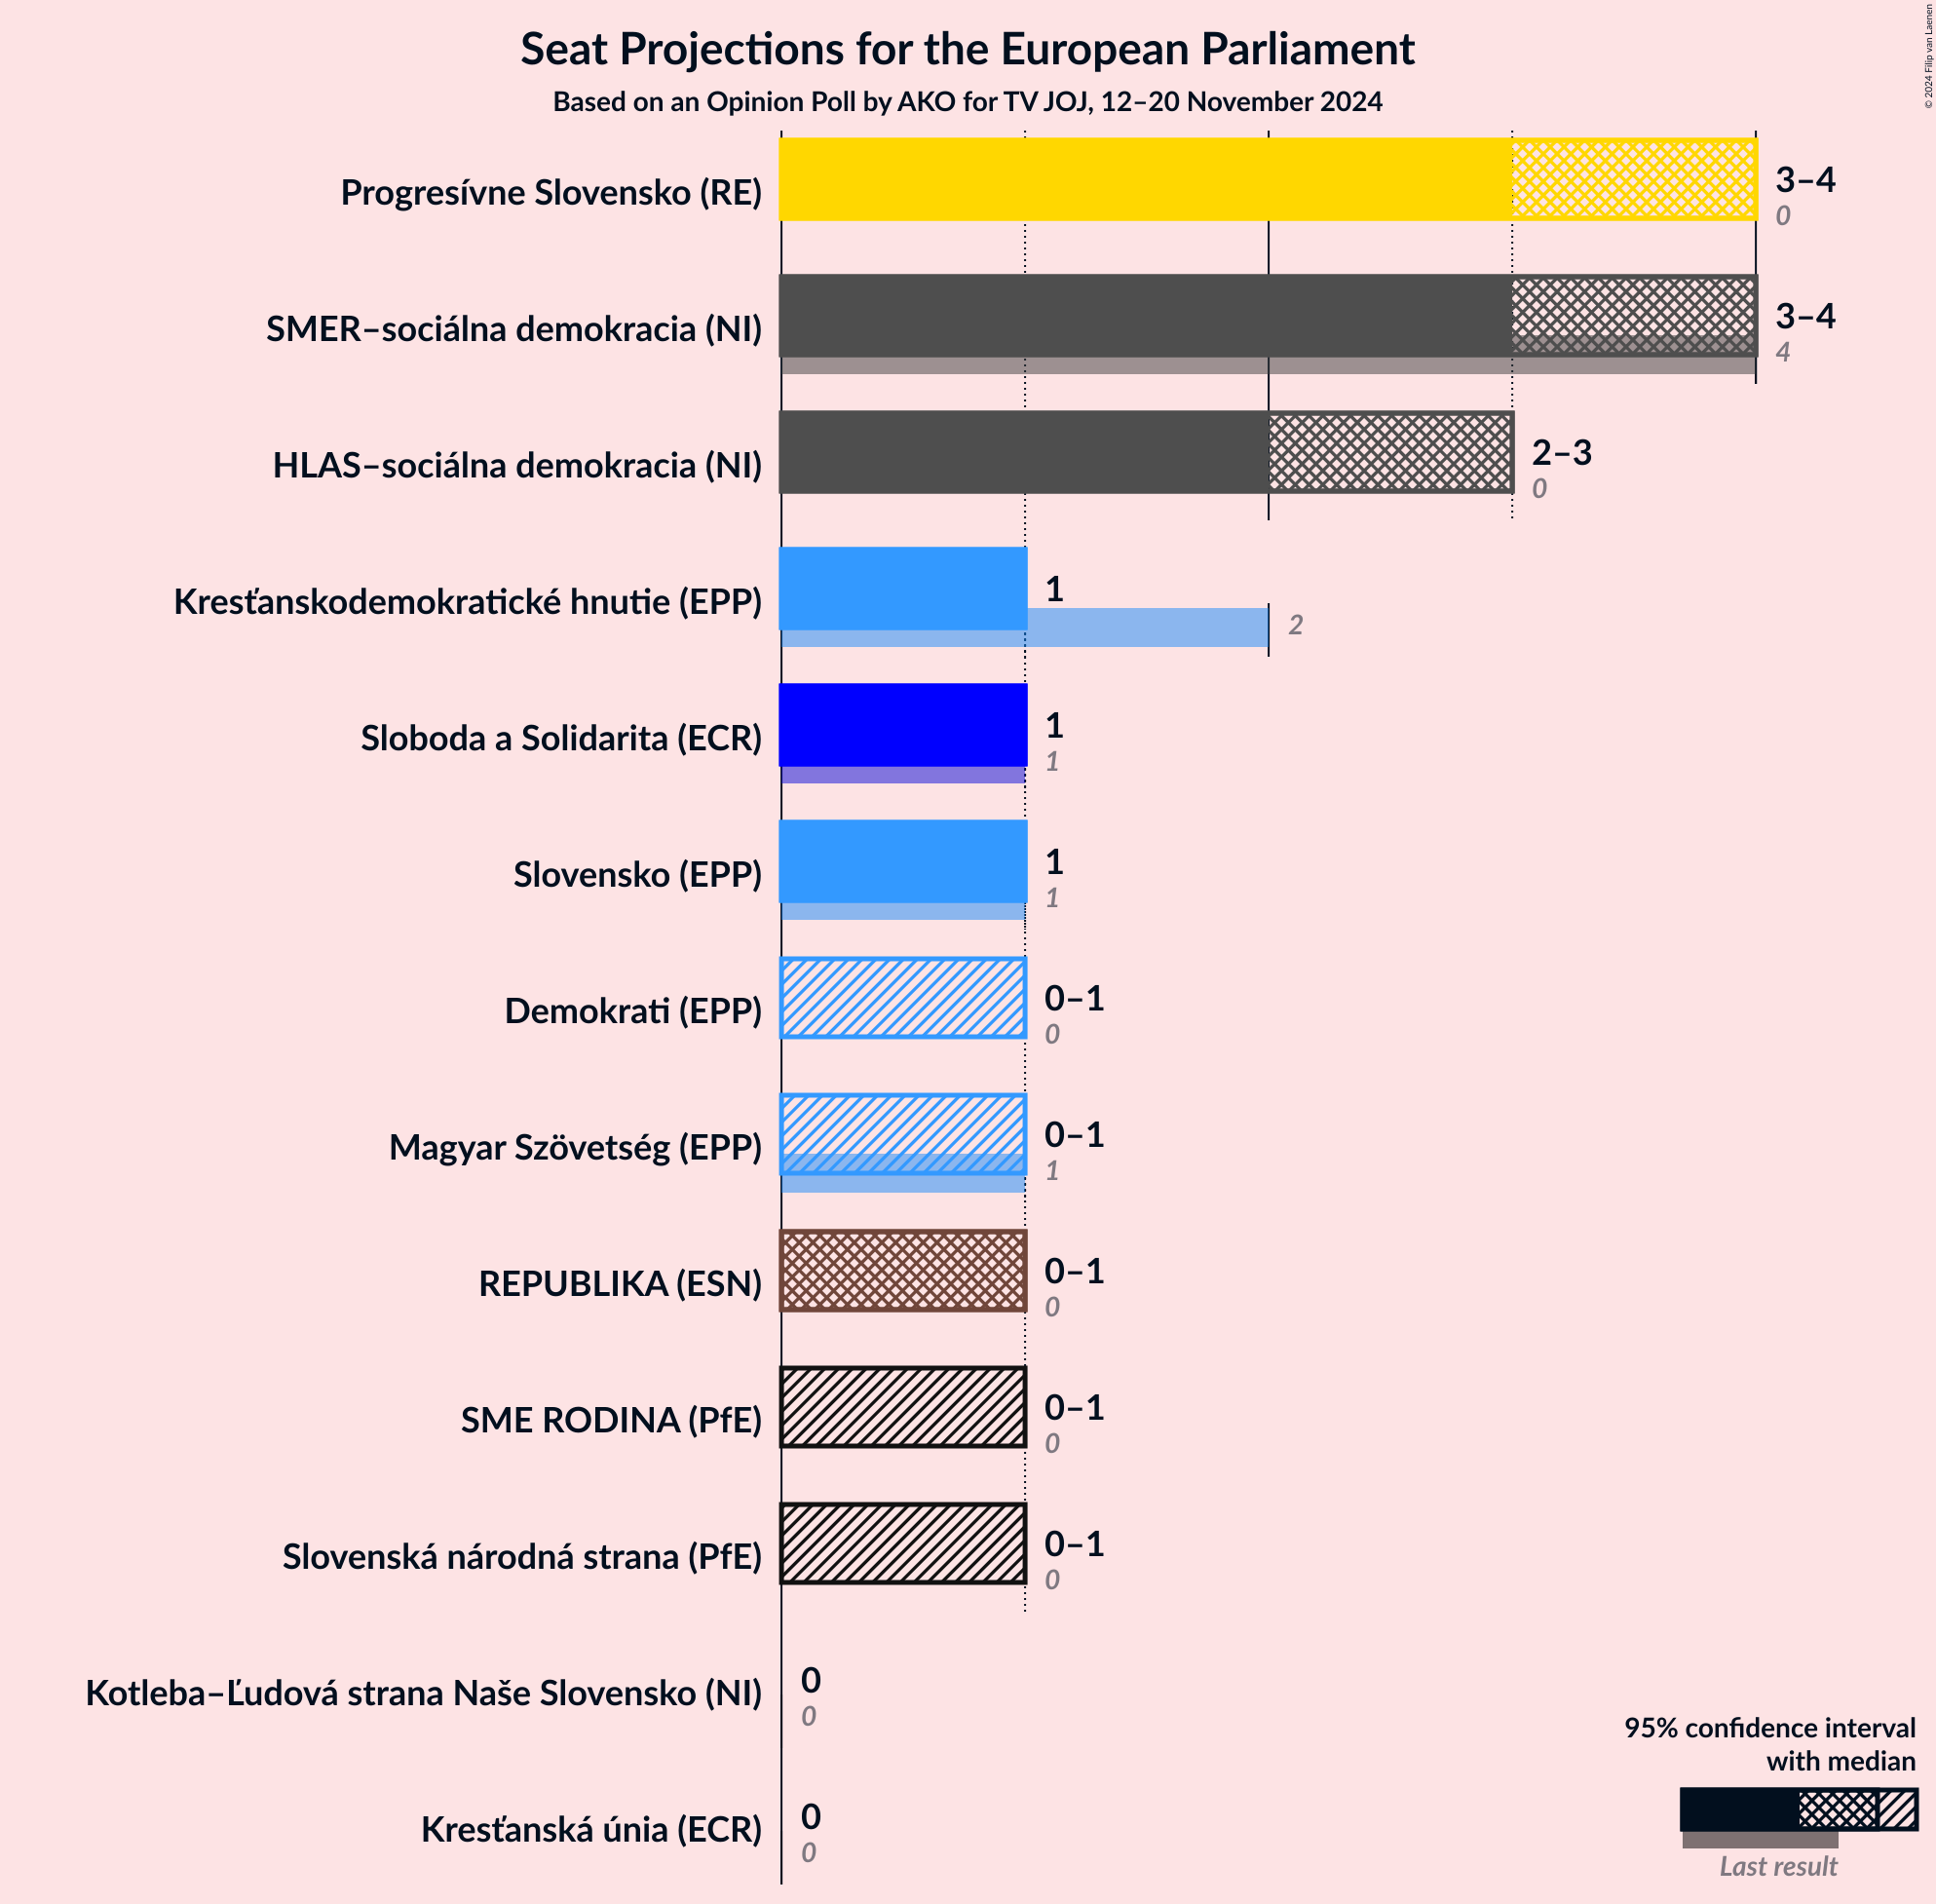 Seat Projections for the European Parliament
Based on an Opinion Poll by AKO for TV JOJ, 12–20 November 2024
© 2024 Filip van Laenen
Progresívne Slovensko (RE)
3–4
0
SMER–sociálna demokracia (NI)
3–4
4
HLAS–sociálna demokracia (NI)
2–3
0
Kresťanskodemokratické hnutie (EPP)
1
2
Sloboda a Solidarita (ECR)
1
1
Slovensko (EPP)
1
1
Demokrati (EPP)
0–1
0
Magyar Szövetség (EPP)
0–1
1
REPUBLIKA (ESN)
0–1
0
SME RODINA (PfE)
0–1
0
Slovenská národná strana (PfE)
0–1
0
Kotleba–Ľudová strana Naše Slovensko (NI)
0
0
Kresťanská únia (ECR)
0
0
95% confidence interval
with median
Last result